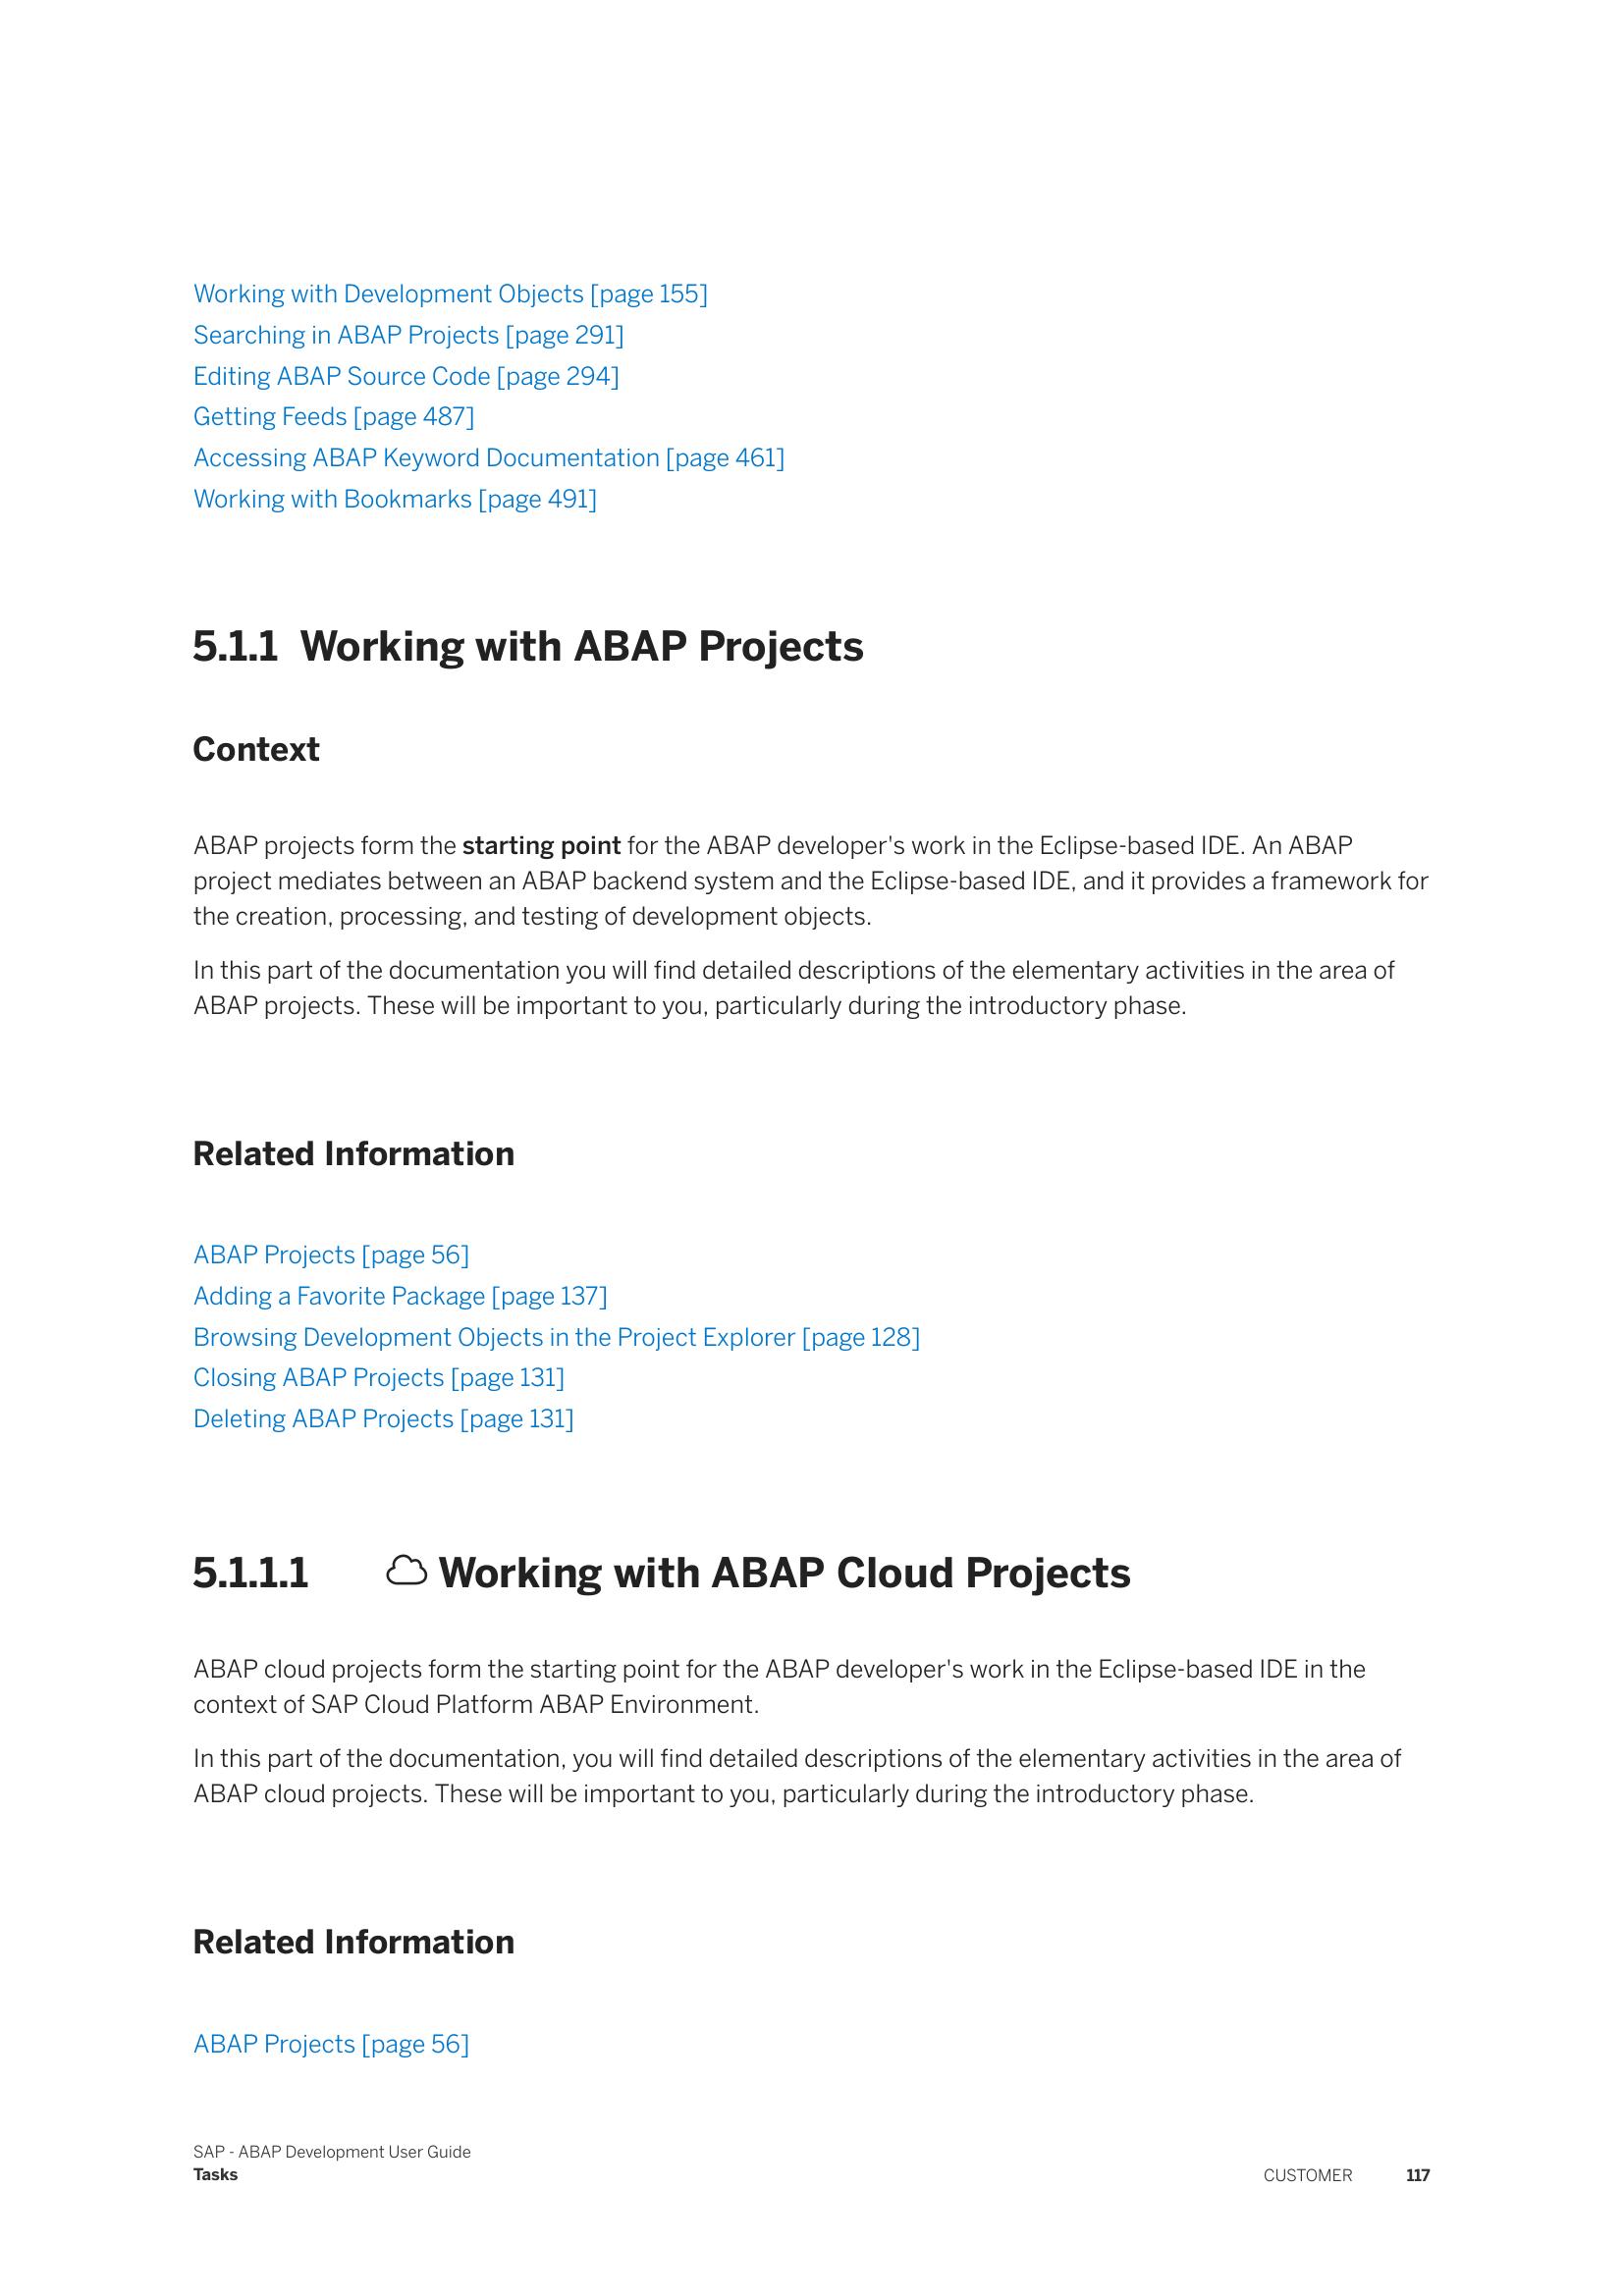 Working with Development Objects [page 155]
Searching in ABAP Projects [page 291]
Editing ABAP Source Code [page 294]
Getting Feeds [page 487]
Accessing ABAP Keyword Documentation [page 461]
Working with Bookmarks [page 491]
5.1.1 Working with ABAP Projects
Context
ABAP projects form the starting point for the ABAP developer's work in the Eclipse-based IDE. An ABAP
project mediates between an ABAP backend system and the Eclipse-based IDE, and it provides a framework for
the creation, processing, and testing of development objects.
In this part of the documentation you will find detailed descriptions of the elementary activities in the area of
ABAP projects. These will be important to you, particularly during the introductory phase.
Related Information
ABAP Projects [page 56]
Adding a Favorite Package [page 137]
Browsing Development Objects in the Project Explorer [page 128]
Closing ABAP Projects [page 131]
Deleting ABAP Projects [page 131]
5.1.1.1 Working with ABAP Cloud Projects
ABAP cloud projects form the starting point for the ABAP developer's work in the Eclipse-based IDE in the
context of SAP Cloud Platform ABAP Environment.
In this part of the documentation, you will find detailed descriptions of the elementary activities in the area of
ABAP cloud projects. These will be important to you, particularly during the introductory phase.
Related Information
ABAP Projects [page 56]
SAP - ABAP Development User Guide
Tasks
CUSTOMER 117